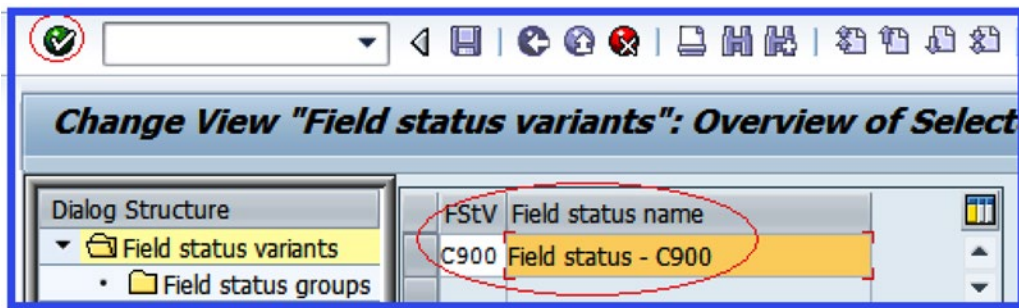 Change View "Field status variants": Overview of Select
Dialog Structure
Field status variants
Field status groups
FStV Field status name
C900 Field status - C900